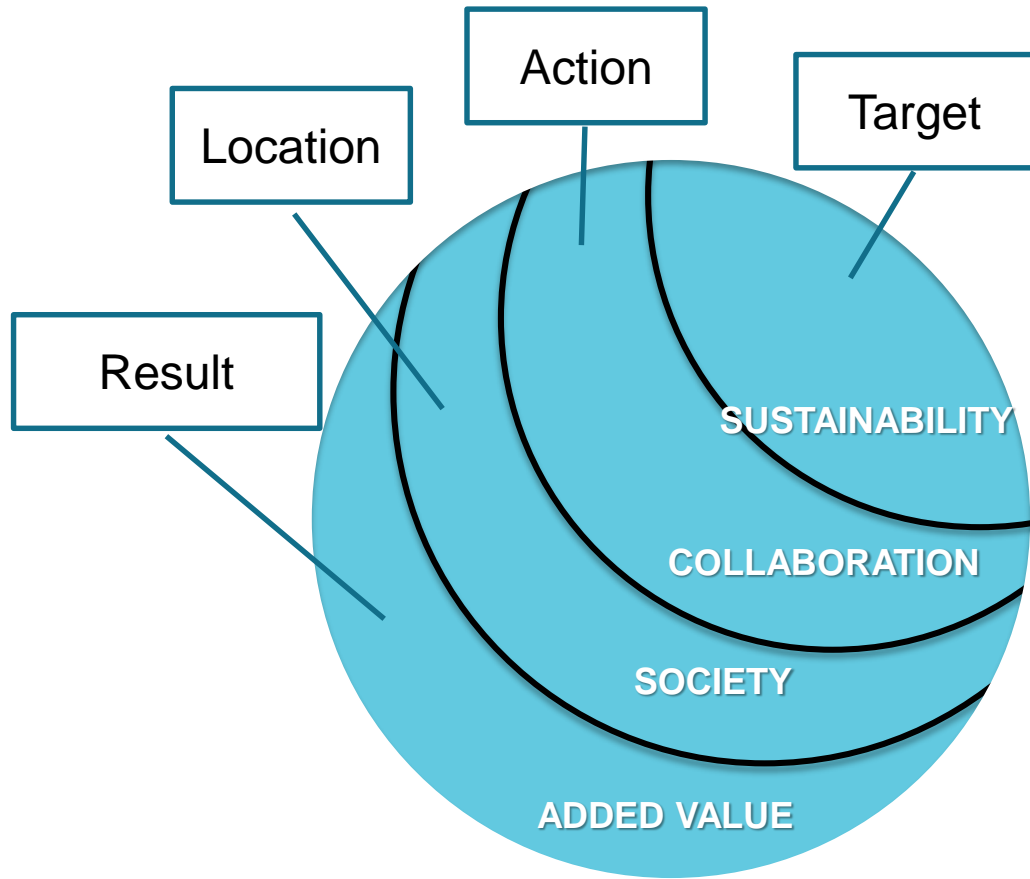 Action
Target
Location
Result
SUSTAINABILITY
COLLABORATION
SOCIETY
ADDED VALUE